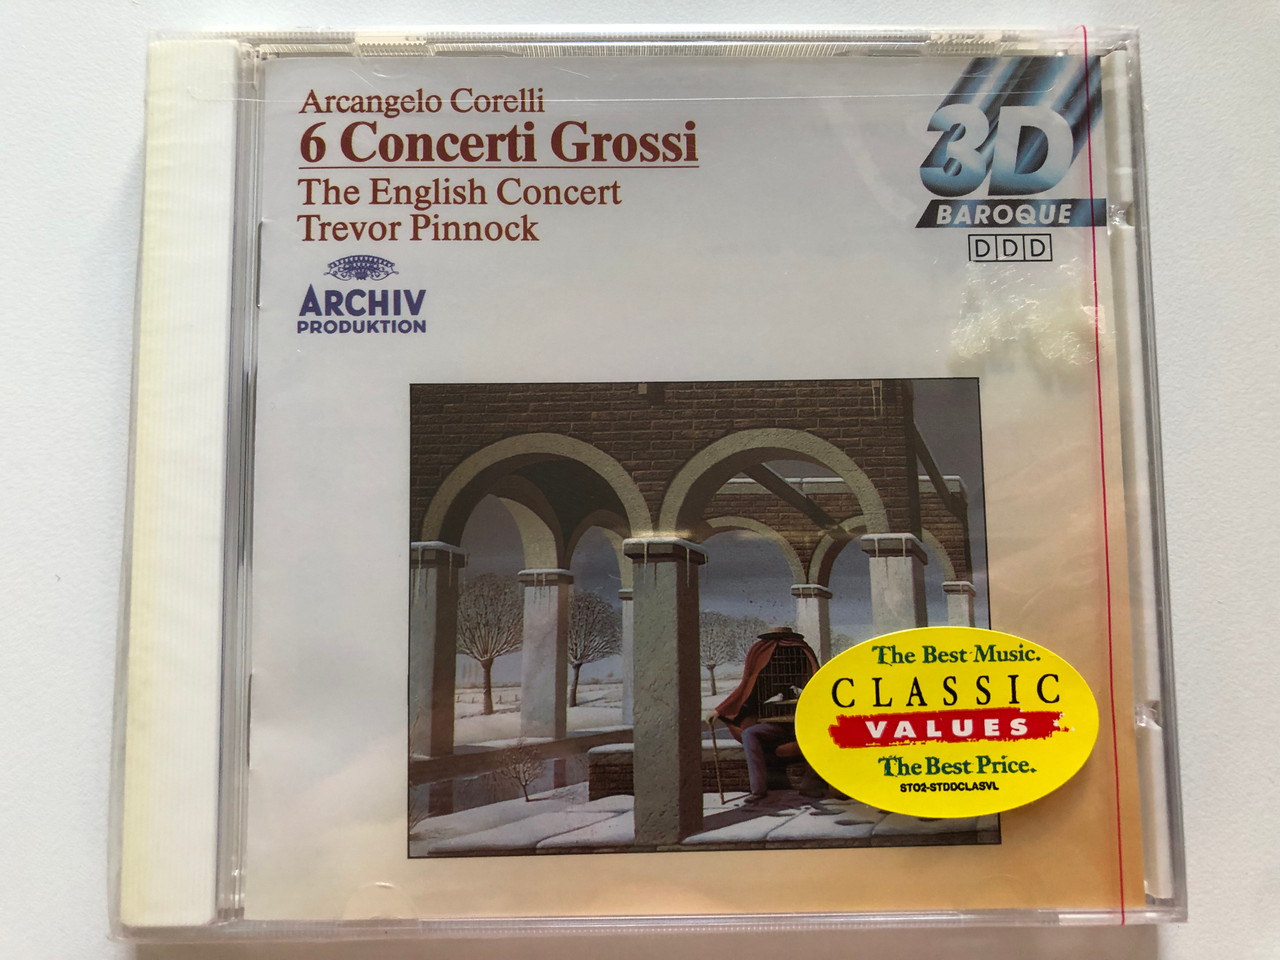 Arcangelo Corelli
6 Concerti Grossi
The English Concert
Trevor Pinnock
ARCHIV
PRODUKTION
3D
BAROQUE
DDD
The Best Music.
CLASSIC
VALUES
The Best Price.
ST02-STDDCLASVL